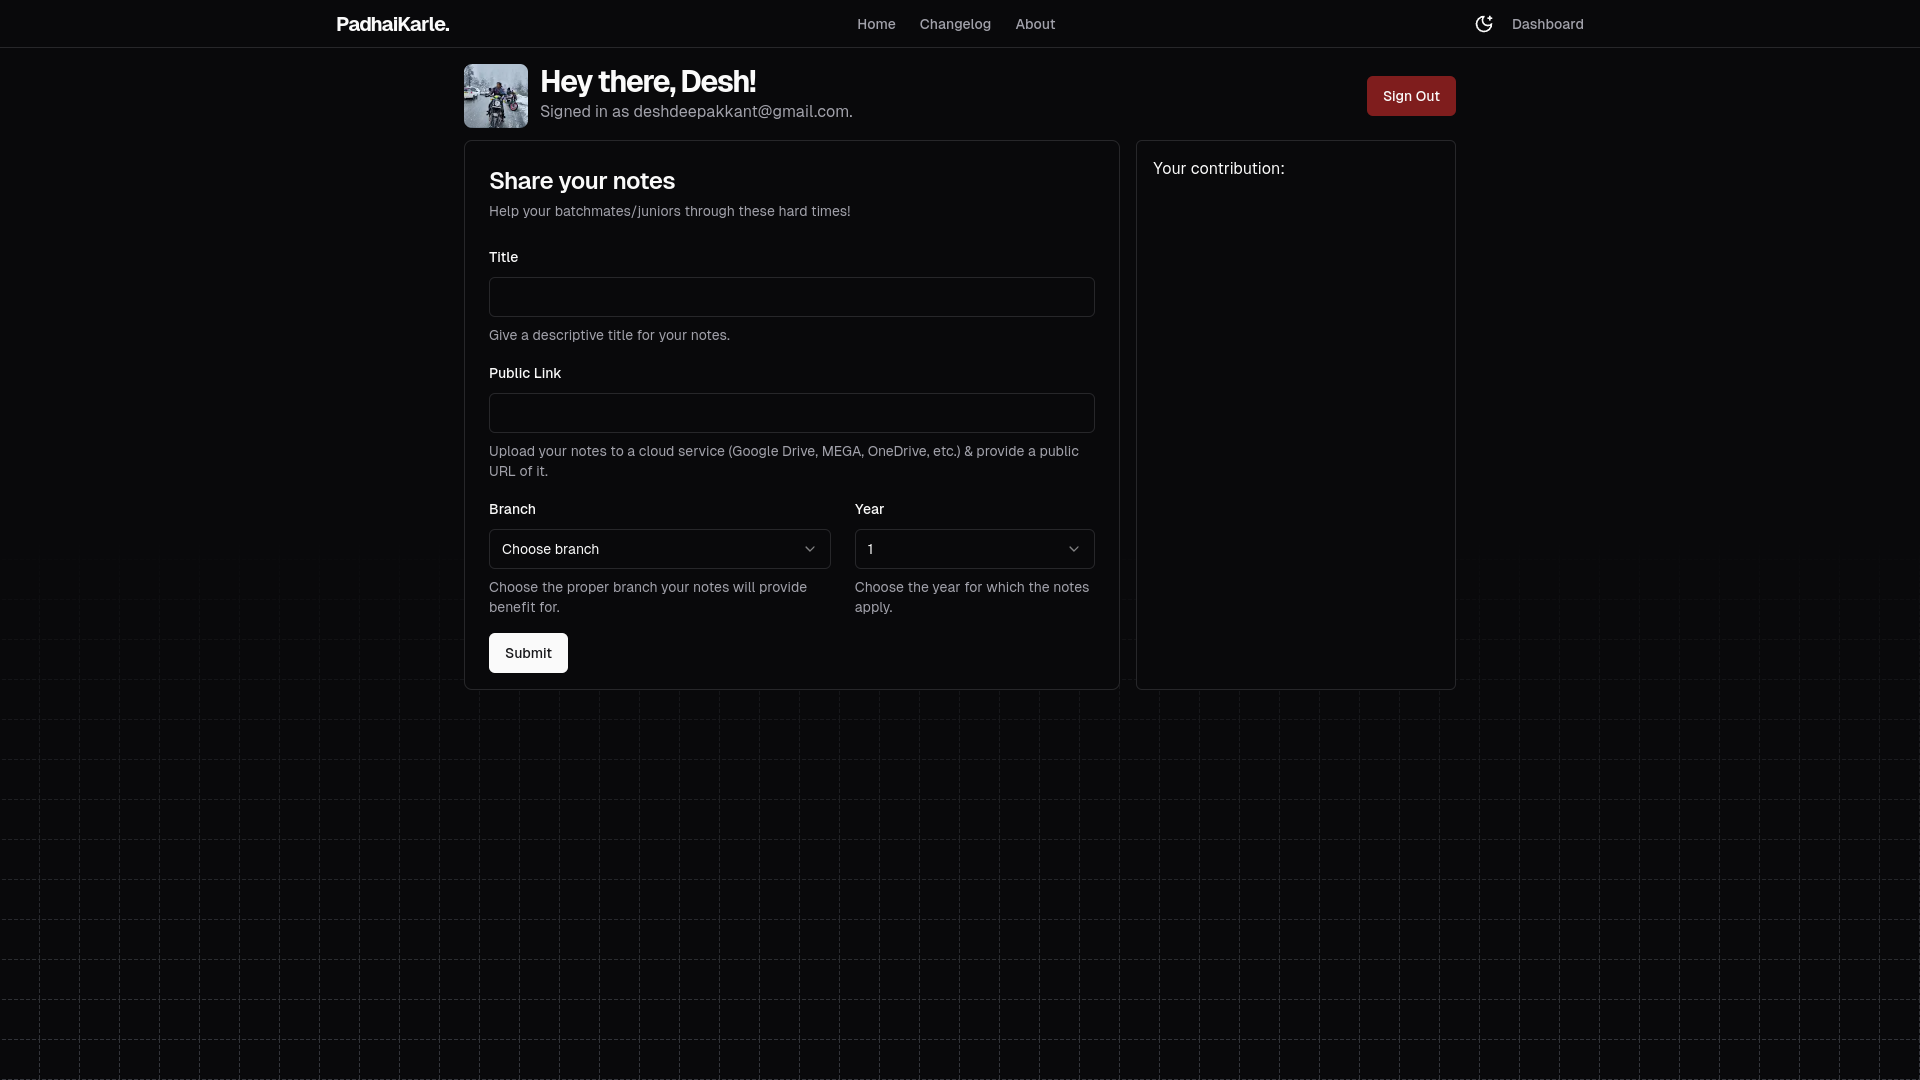 PadhaiKarle.
Home
Changelog
About
Dashboard
Hey there, Desh!
Signed in as deshdeepakkant@gmail.com.
Sign Out
Share your notes
Help your batchmates/juniors through these hard times!
Title
Give a descriptive title for your notes.
Public Link
Upload your notes to a cloud service (Google Drive, MEGA, OneDrive, etc.) & provide a public
URL of it.
Branch
Choose branch
Choose the proper branch your notes will provide
benefit for.
Year
1
Choose the year for which the notes
apply.
Submit
Your contribution: